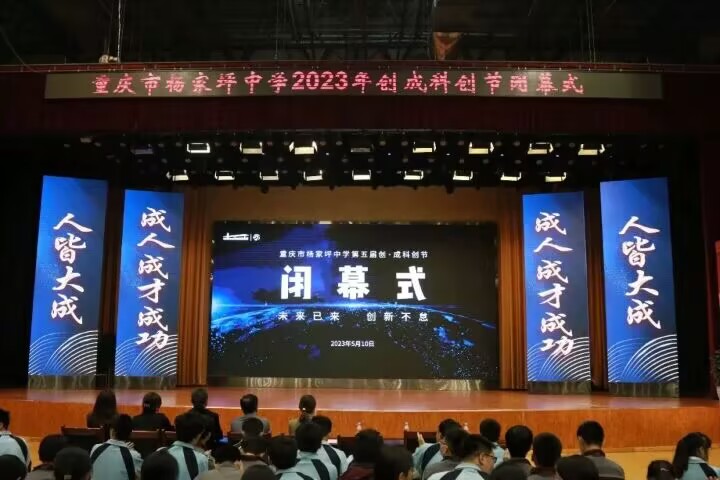 重庆市杨家坪中学2023年创成科创节闭幕式
人皆大成
成人成才成功
重庆市杨家坪中学第五届创·成科创节
闭幕式
未来已来 创新不怠
2023年5月10日
成人成才成功
人皆大成